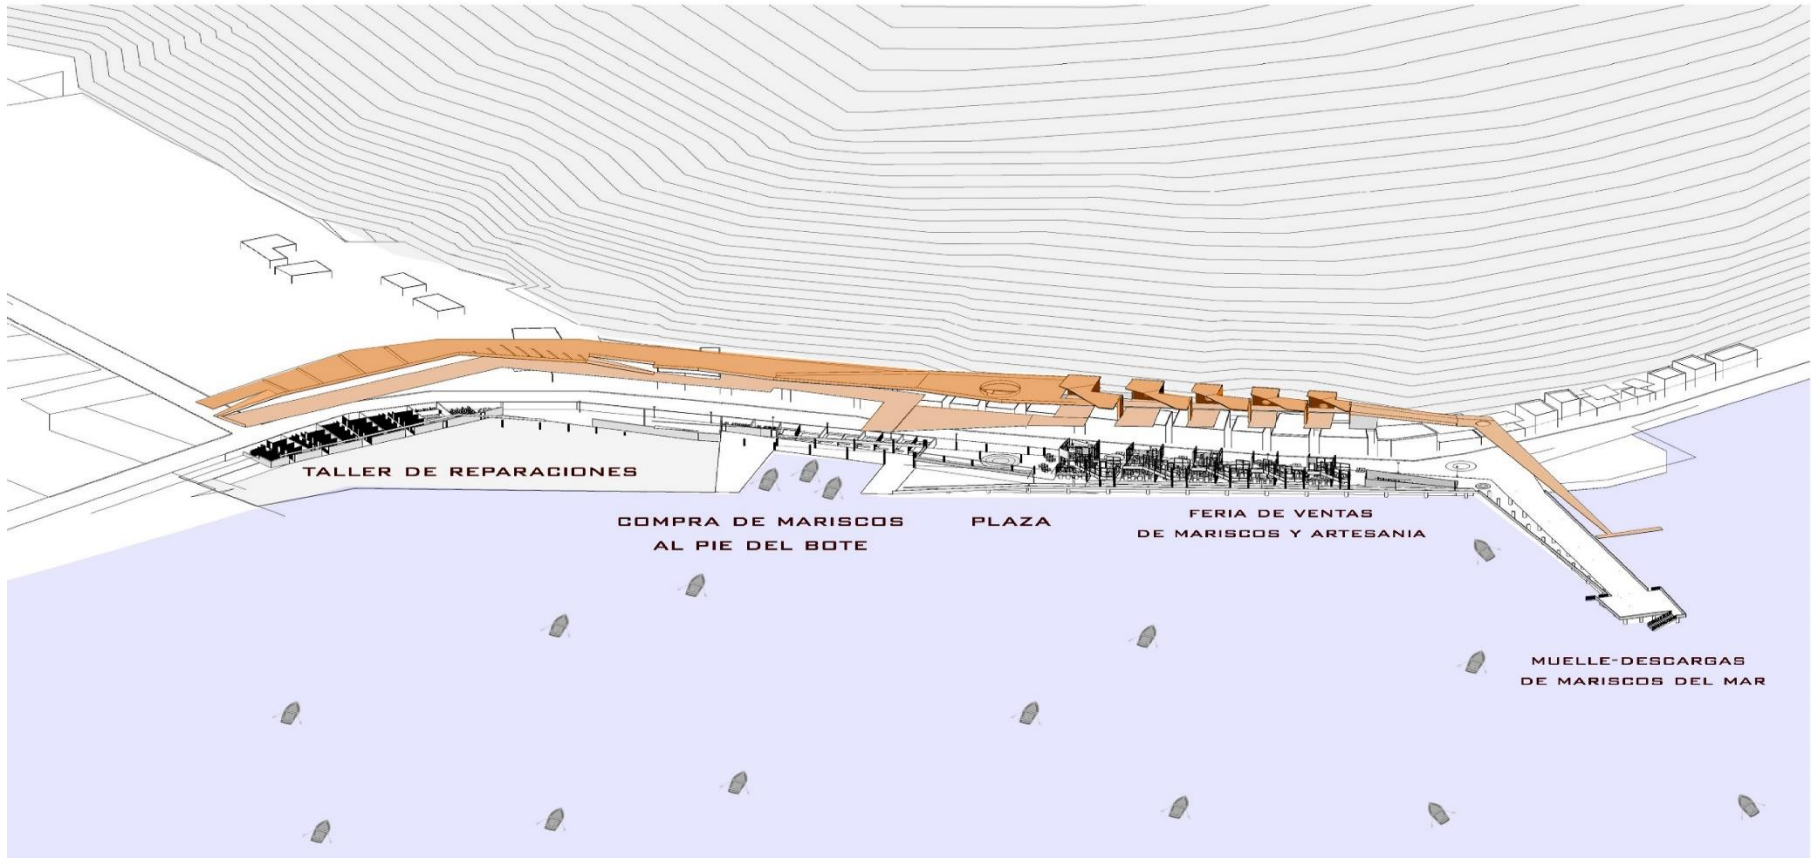 TALLER DE REPARACIONES
COMPRA DE MARISCOS
AL PIE DEL BOTE
PLAZA
FERIA DE VENTAS
DE MARISCOS Y ARTESANIA
MUELLE-DESCARGAS
DE MARISCOS DEL MAR